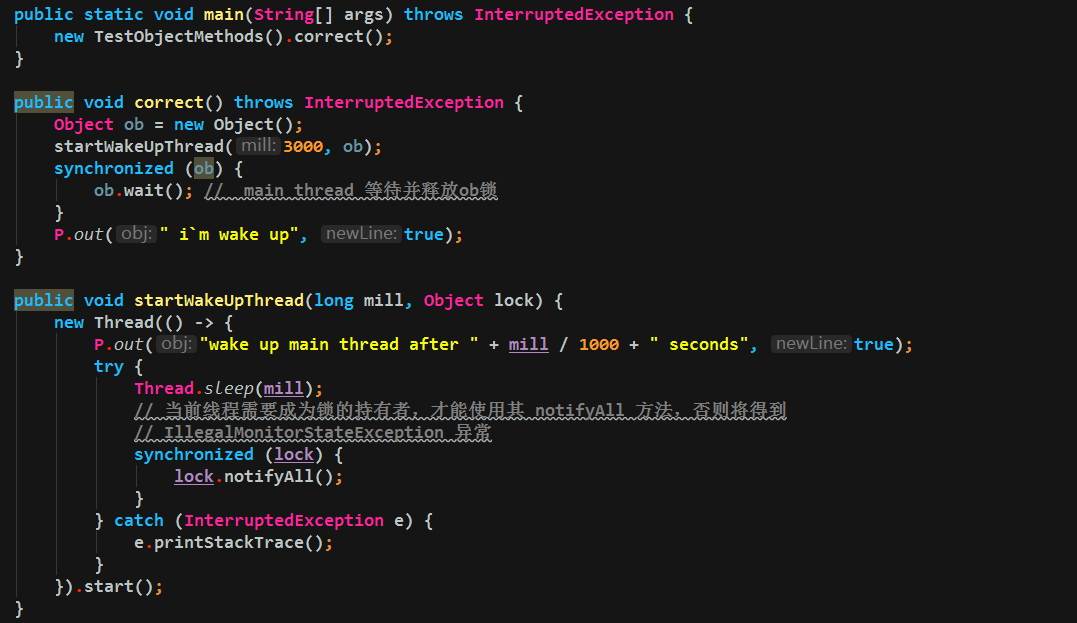 public static void main(String[] args) throws InterruptedException {
    new TestObjectMethods().correct();
}
public void correct() throws InterruptedException {
    Object ob = new Object();
    startWakeUpThread( mill: 3000, ob);
    synchronized (ob) {
        ob.wait(); //  main thread 等待并释放ob锁
    }
    P.out( obj: " i`m wake up", newLine: true);
}
public void startWakeUpThread(long mill, Object lock) {
    new Thread(() -> {
        P.out( obj: "wake up main thread after " + mill / 1000 + " seconds", newLine: true);
        try {
            Thread.sleep(mill);
            // 当前线程需要成为锁的持有者，才能使用其 notifyAll 方法，否则将得到
            // IllegalMonitorStateException 异常
            synchronized (lock) {
                lock.notifyAll();
            }
        } catch (InterruptedException e) {
            e.printStackTrace();
        }
    }).start();
}